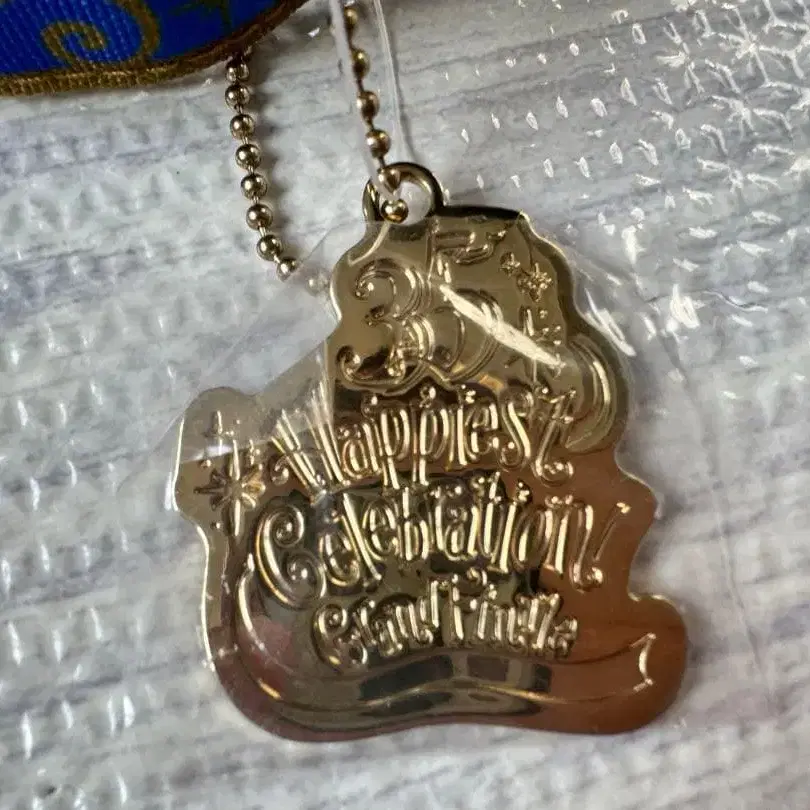 35
Happiest
Celebration!
Grand Finale